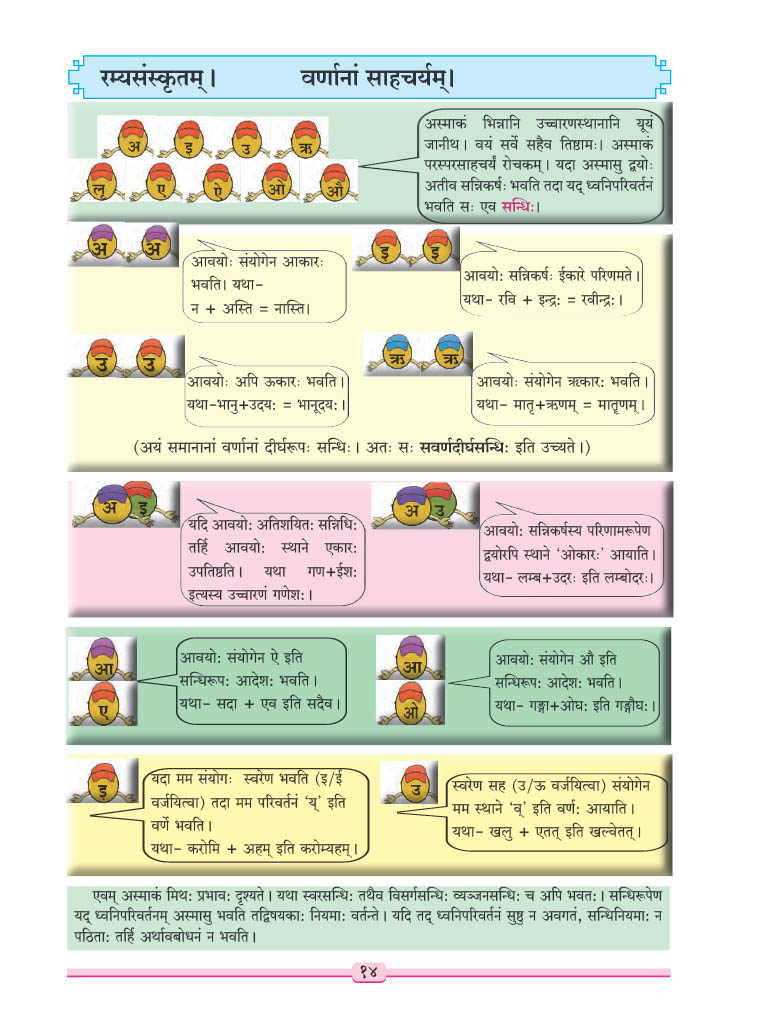 रम्यसंस्कृतम् । वर्णानां साहचर्यम्।
अ इ उ ऋ
लृ ए ऐ ओ औ
अस्माकं भिन्नानि उच्चारणस्थानानि यूयं
जानीथ। वयं सर्वे सहैव तिष्ठामः। अस्माकं
परस्परसाहचर्यं रोचकम्। यदा अस्मासु द्वयोः
अतीव सन्निकर्षः भवति तदा यद् ध्वनिपरिवर्तनं
भवति सः एव सन्धिः।
अ अ
आवयोः संयोगेन आकारः
भवति। यथा-
न + अस्ति = नास्ति।
इ इ
आवयोः सन्निकर्षः ईकारे परिणमते।
यथा- रवि + इन्द्रः = रवीन्द्रः।
उ उ
आवयोः अपि ऊकारः भवति।
यथा-भानु+उदयः = भानूदयः।
ऋ ऋ
आवयोः संयोगेन ॠकारः भवति।
यथा- मातृ+ऋणम् = मातॄणम्।
(अयं समानानां वर्णानां दीर्घरूपः सन्धिः। अतः सः सवर्णदीर्घसन्धिः इति उच्यते।)
अ इ
यदि आवयोः अतिशयितः सन्निधिः
तर्हि आवयोः स्थाने एकारः
उपतिष्ठति। यथा गण+ईशः
इत्यस्य उच्चारणं गणेशः।
अ उ
आवयोः सन्निकर्षस्य परिणामरूपेण
द्वयोरपि स्थाने ‘ओकारः’ आयाति।
यथा- लम्ब+उदरः इति लम्बोदरः।
आ
ए
आवयोः संयोगेन ऐ इति
सन्धिरूपः आदेशः भवति।
यथा- सदा + एव इति सदैव।
आ
ओ
आवयोः संयोगेन औ इति
सन्धिरूपः आदेशः भवति।
यथा- गङ्गा+ओघः इति गङ्गौघः।
इ
यदा मम संयोगः स्वरेण भवति (इ/ई
वर्जयित्वा) तदा मम परिवर्तनं ‘य्’ इति
वर्णे भवति।
यथा- करोमि + अहम् इति करोम्यहम्।
उ
स्वरेण सह (उ/ऊ वर्जयित्वा) संयोगेन
मम स्थाने ‘व्’ इति वर्णः आयाति।
यथा- खलु + एतत् इति खल्वेतत्।
एवम् अस्माकं मिथः प्रभावः दृश्यते। यथा स्वरसन्धिः तथैव विसर्गसन्धिः व्यञ्जनसन्धिः च अपि भवतः। सन्धिरूपेण
यद् ध्वनिपरिवर्तनम् अस्मासु भवति तद्विषयकाः नियमाः वर्तन्ते। यदि तद् ध्वनिपरिवर्तनं सुष्ठु न अवगतं, सन्धिनियमाः न
पठिताः तर्हि अर्थावबोधनं न भवति।
१४